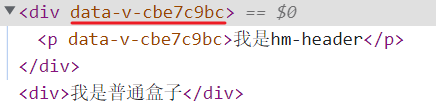 ▼<div data-v-cbe7c9bc> == $0
<p data-v-cbe7c9bc>我是hm-header</p>
</div>
<div>我是普通盒子</div>